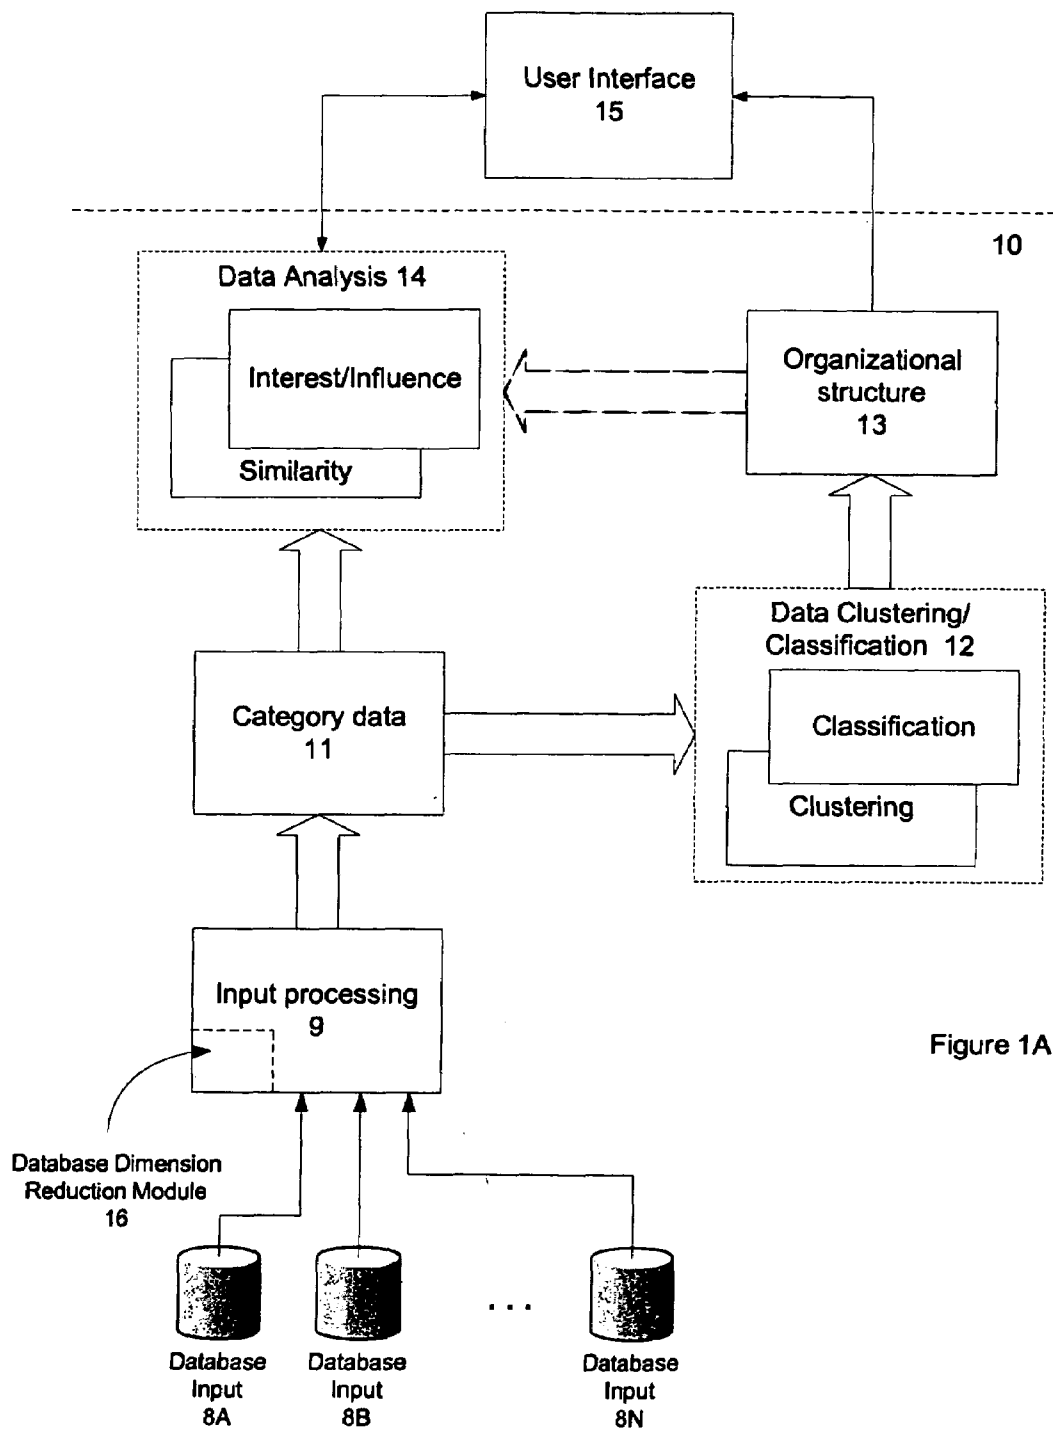 User Interface
15
10
Data Analysis 14
Interest/Influence
Similarity
Organizational
structure
13
Data Clustering/
Classification 12
Classification
Clustering
Category data
11
Input processing
9
Figure 1A
Database Dimension
Reduction Module
16
Database
Input
8A
Database
Input
8B
...
Database
Input
8N